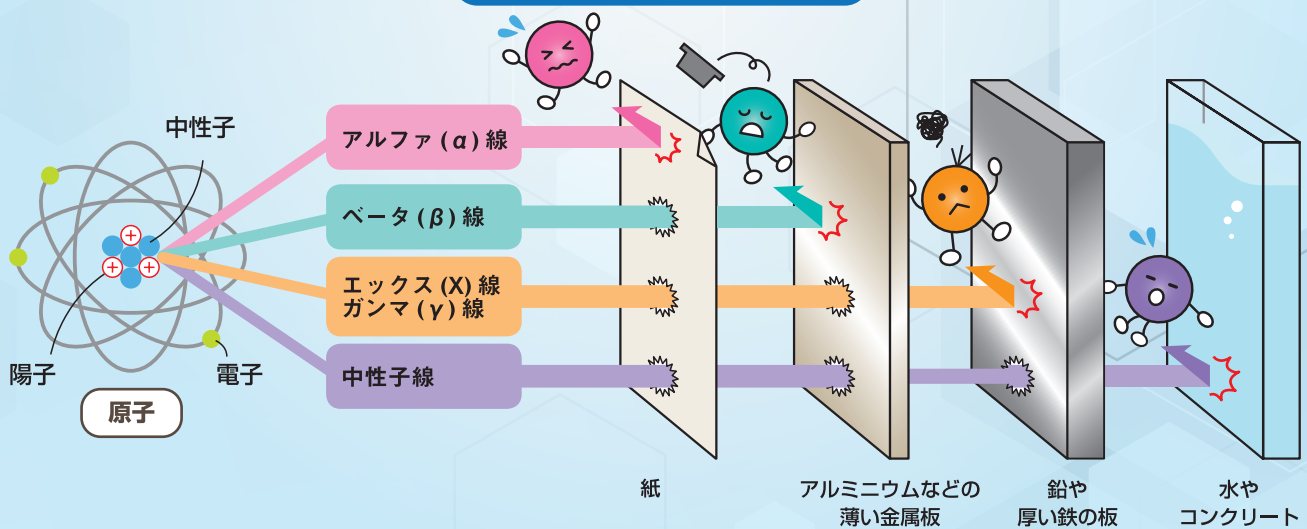 中性子
陽子
電子
原子
アルファ (α) 線
ベータ (β) 線
エックス (X) 線
ガンマ (γ) 線
中性子線
紙
アルミニウムなどの
薄い金属板
鉛や
厚い鉄の板
水や
コンクリート